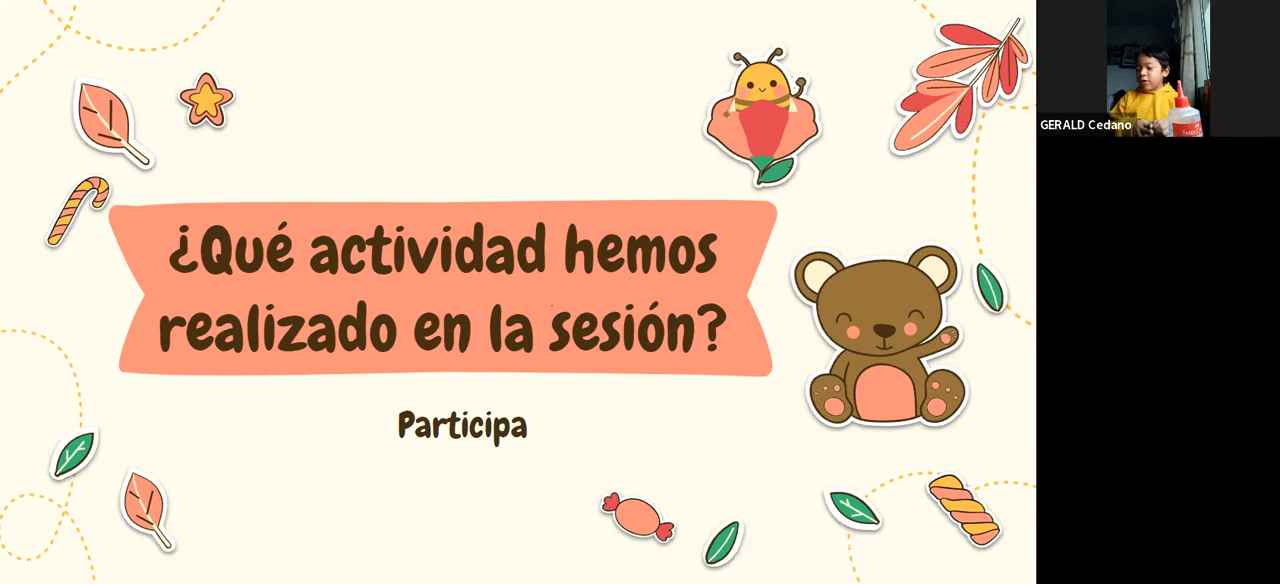 ¿Qué actividad hemos
realizado en la sesión?
Participa
GERALD Cedano